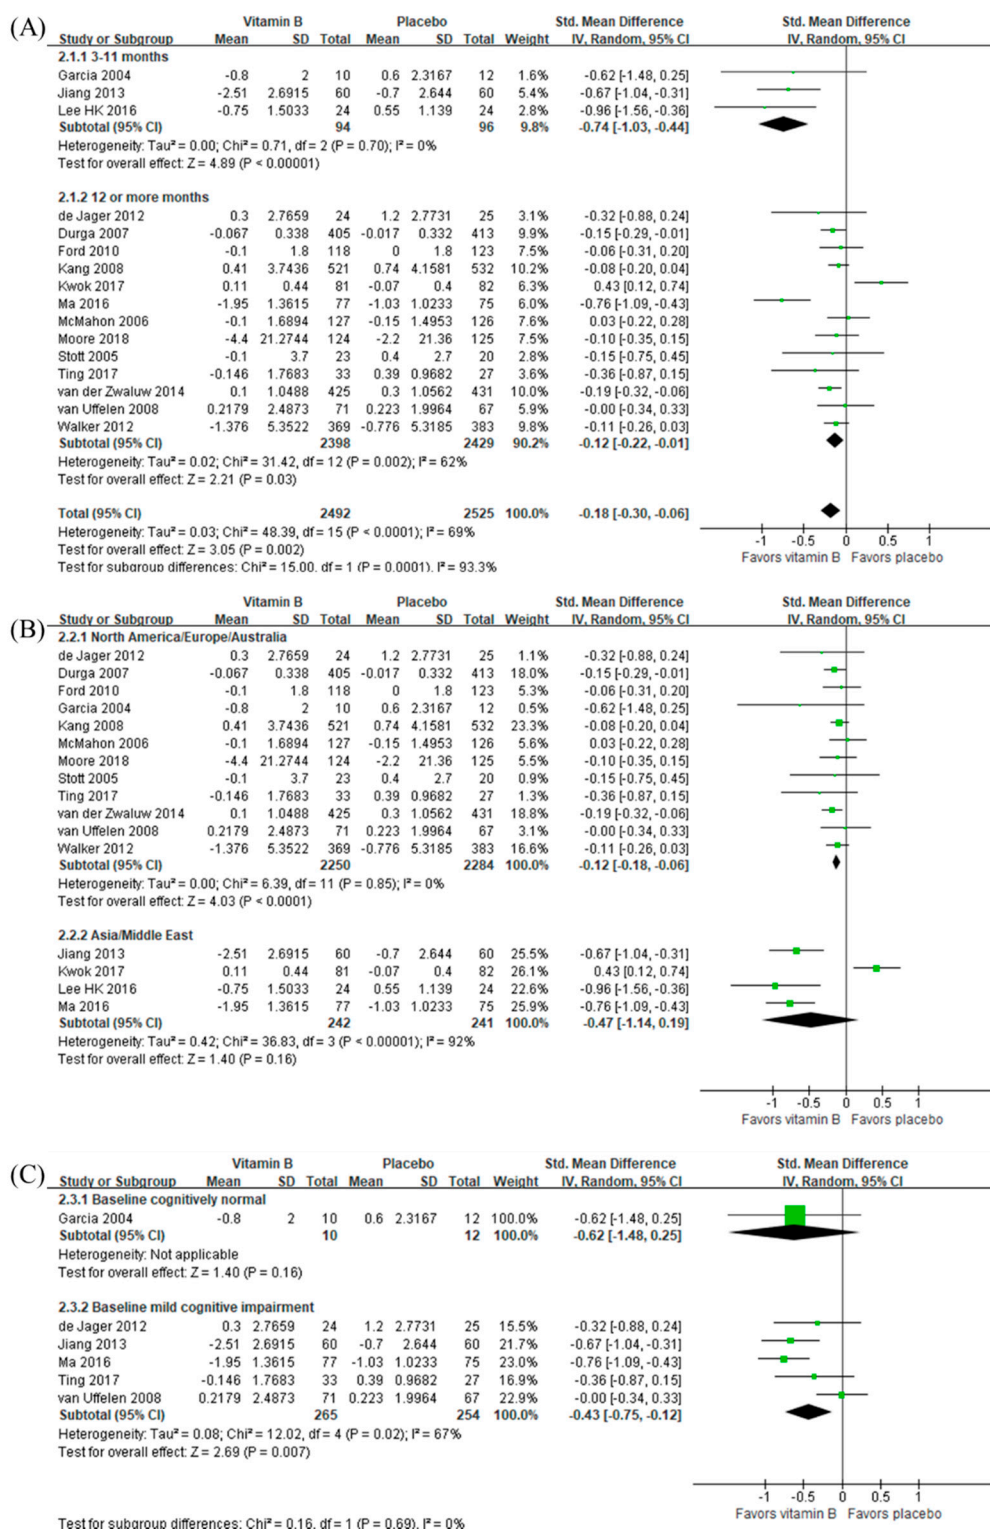 (A)
Vitamin B Placebo Std. Mean Difference Std. Mean Difference
Study or Subgroup Mean SD Total Mean SD Total Weight IV, Random, 95% CI IV, Random, 95% CI
2.1.1 3-11 months
Garcia 2004 -0.8 2 10 0.6 2.3167 12 1.6% -0.62 [-1.48, 0.25]
Jiang 2013 -2.51 2.6915 60 -0.7 2.644 60 5.4% -0.67 [-1.04, -0.31]
Lee HK 2016 -0.75 1.5033 24 0.55 1.139 24 2.8% -0.96 [-1.56, -0.36]
Subtotal (95% CI) 94 96 9.8% -0.74 [-1.03, -0.44]
Heterogeneity: Tau² = 0.00; Chi² = 0.71, df = 2 (P = 0.70); I² = 0%
Test for overall effect: Z = 4.89 (P < 0.00001)
2.1.2 12 or more months
de Jager 2012 0.3 2.7659 24 1.2 2.7731 25 3.1% -0.32 [-0.88, 0.24]
Durga 2007 -0.067 0.338 405 -0.017 0.332 413 9.9% -0.15 [-0.29, -0.01]
Ford 2010 -0.1 1.8 118 0 1.8 123 7.5% -0.06 [-0.31, 0.20]
Kang 2008 0.41 3.7436 521 0.74 4.1581 532 10.2% -0.08 [-0.20, 0.04]
Kwok 2017 0.11 0.44 81 -0.07 0.4 82 6.3% 0.43 [0.12, 0.74]
Ma 2016 -1.95 1.3615 77 -1.03 1.0233 75 6.0% -0.76 [-1.09, -0.43]
McMahon 2006 -0.1 1.6894 127 -0.15 1.4953 126 7.6% 0.03 [-0.22, 0.28]
Moore 2018 -4.4 21.2744 124 -2.2 21.36 125 7.5% -0.10 [-0.35, 0.15]
Stott 2005 -0.1 3.7 23 0.4 2.7 20 2.8% -0.15 [-0.75, 0.45]
Ting 2017 -0.146 1.7683 33 0.39 0.9682 27 3.5% -0.36 [-0.87, 0.15]
van der Zwaluw 2014 0.1 1.0488 425 0.3 1.0562 431 10.0% -0.19 [-0.32, -0.06]
van Uffelen 2008 0.2179 2.4873 71 0.223 1.9964 67 5.9% -0.00 [-0.34, 0.33]
Walker 2012 -1.376 5.3522 369 -0.776 5.3185 383 9.8% -0.11 [-0.26, 0.03]
Subtotal (95% CI) 2398 2429 90.2% -0.12 [-0.22, -0.01]
Heterogeneity: Tau² = 0.02; Chi² = 31.42, df = 12 (P = 0.002); I² = 62%
Test for overall effect: Z = 2.21 (P = 0.03)
Total (95% CI) 2492 2525 100.0% -0.18 [-0.30, -0.06]
Heterogeneity: Tau² = 0.03; Chi² = 48.39, df = 15 (P < 0.0001); I² = 69%
Test for overall effect: Z = 3.05 (P = 0.002)
Test for subgroup differences: Chi² = 15.00, df = 1 (P = 0.0001), I² = 93.3%
-1 -0.5 0 0.5 1
Favors vitamin B Favors placebo
(B)
Vitamin B Placebo Std. Mean Difference Std. Mean Difference
Study or Subgroup Mean SD Total Mean SD Total Weight IV, Random, 95% CI IV, Random, 95% CI
2.2.1 North America/Europe/Australia
de Jager 2012 0.3 2.7659 24 1.2 2.7731 25 1.1% -0.32 [-0.88, 0.24]
Durga 2007 -0.067 0.338 405 -0.017 0.332 413 18.0% -0.15 [-0.29, -0.01]
Ford 2010 -0.1 1.8 118 0 1.8 123 5.3% -0.06 [-0.31, 0.20]
Garcia 2004 -0.8 2 10 0.6 2.3167 12 0.5% -0.62 [-1.48, 0.25]
Kang 2008 0.41 3.7436 521 0.74 4.1581 532 23.3% -0.08 [-0.20, 0.04]
McMahon 2006 -0.1 1.6894 127 -0.15 1.4953 126 5.6% 0.03 [-0.22, 0.28]
Moore 2018 -4.4 21.2744 124 -2.2 21.36 125 5.5% -0.10 [-0.35, 0.15]
Stott 2005 -0.1 3.7 23 0.4 2.7 20 0.9% -0.15 [-0.75, 0.45]
Ting 2017 -0.146 1.7683 33 0.39 0.9682 27 1.3% -0.36 [-0.87, 0.15]
van der Zwaluw 2014 0.1 1.0488 425 0.3 1.0562 431 18.8% -0.19 [-0.32, -0.06]
van Uffelen 2008 0.2179 2.4873 71 0.223 1.9964 67 3.1% -0.00 [-0.34, 0.33]
Walker 2012 -1.376 5.3522 369 -0.776 5.3185 383 16.6% -0.11 [-0.26, 0.03]
Subtotal (95% CI) 2250 2284 100.0% -0.12 [-0.18, -0.06]
Heterogeneity: Tau² = 0.00; Chi² = 6.39, df = 11 (P = 0.85); I² = 0%
Test for overall effect: Z = 4.03 (P < 0.0001)
2.2.2 Asia/Middle East
Jiang 2013 -2.51 2.6915 60 -0.7 2.644 60 25.5% -0.67 [-1.04, -0.31]
Kwok 2017 0.11 0.44 81 -0.07 0.4 82 26.1% 0.43 [0.12, 0.74]
Lee HK 2016 -0.75 1.5033 24 0.55 1.139 24 22.6% -0.96 [-1.56, -0.36]
Ma 2016 -1.95 1.3615 77 -1.03 1.0233 75 25.9% -0.76 [-1.09, -0.43]
Subtotal (95% CI) 242 241 100.0% -0.47 [-1.14, 0.19]
Heterogeneity: Tau² = 0.42; Chi² = 36.83, df = 3 (P < 0.00001); I² = 92%
Test for overall effect: Z = 1.40 (P = 0.16)
-1 -0.5 0 0.5 1
Favors vitamin B Favors placebo
(C)
Vitamin B Placebo Std. Mean Difference Std. Mean Difference
Study or Subgroup Mean SD Total Mean SD Total Weight IV, Random, 95% CI IV, Random, 95% CI
2.3.1 Baseline cognitively normal
Garcia 2004 -0.8 2 10 0.6 2.3167 12 100.0% -0.62 [-1.48, 0.25]
Subtotal (95% CI) 10 12 100.0% -0.62 [-1.48, 0.25]
Heterogeneity: Not applicable
Test for overall effect: Z = 1.40 (P = 0.16)
2.3.2 Baseline mild cognitive impairment
de Jager 2012 0.3 2.7659 24 1.2 2.7731 25 15.5% -0.32 [-0.88, 0.24]
Jiang 2013 -2.51 2.6915 60 -0.7 2.644 60 21.7% -0.67 [-1.04, -0.31]
Ma 2016 -1.95 1.3615 77 -1.03 1.0233 75 23.0% -0.76 [-1.09, -0.43]
Ting 2017 -0.146 1.7683 33 0.39 0.9682 27 16.9% -0.36 [-0.87, 0.15]
van Uffelen 2008 0.2179 2.4873 71 0.223 1.9964 67 22.9% -0.00 [-0.34, 0.33]
Subtotal (95% CI) 265 254 100.0% -0.43 [-0.75, -0.12]
Heterogeneity: Tau² = 0.08; Chi² = 12.02, df = 4 (P = 0.02); I² = 67%
Test for overall effect: Z = 2.69 (P = 0.007)
-1 -0.5 0 0.5 1
Favors vitamin B Favors placebo
Test for subgroup differences: Chi² = 0.16, df = 1 (P = 0.69), I² = 0%